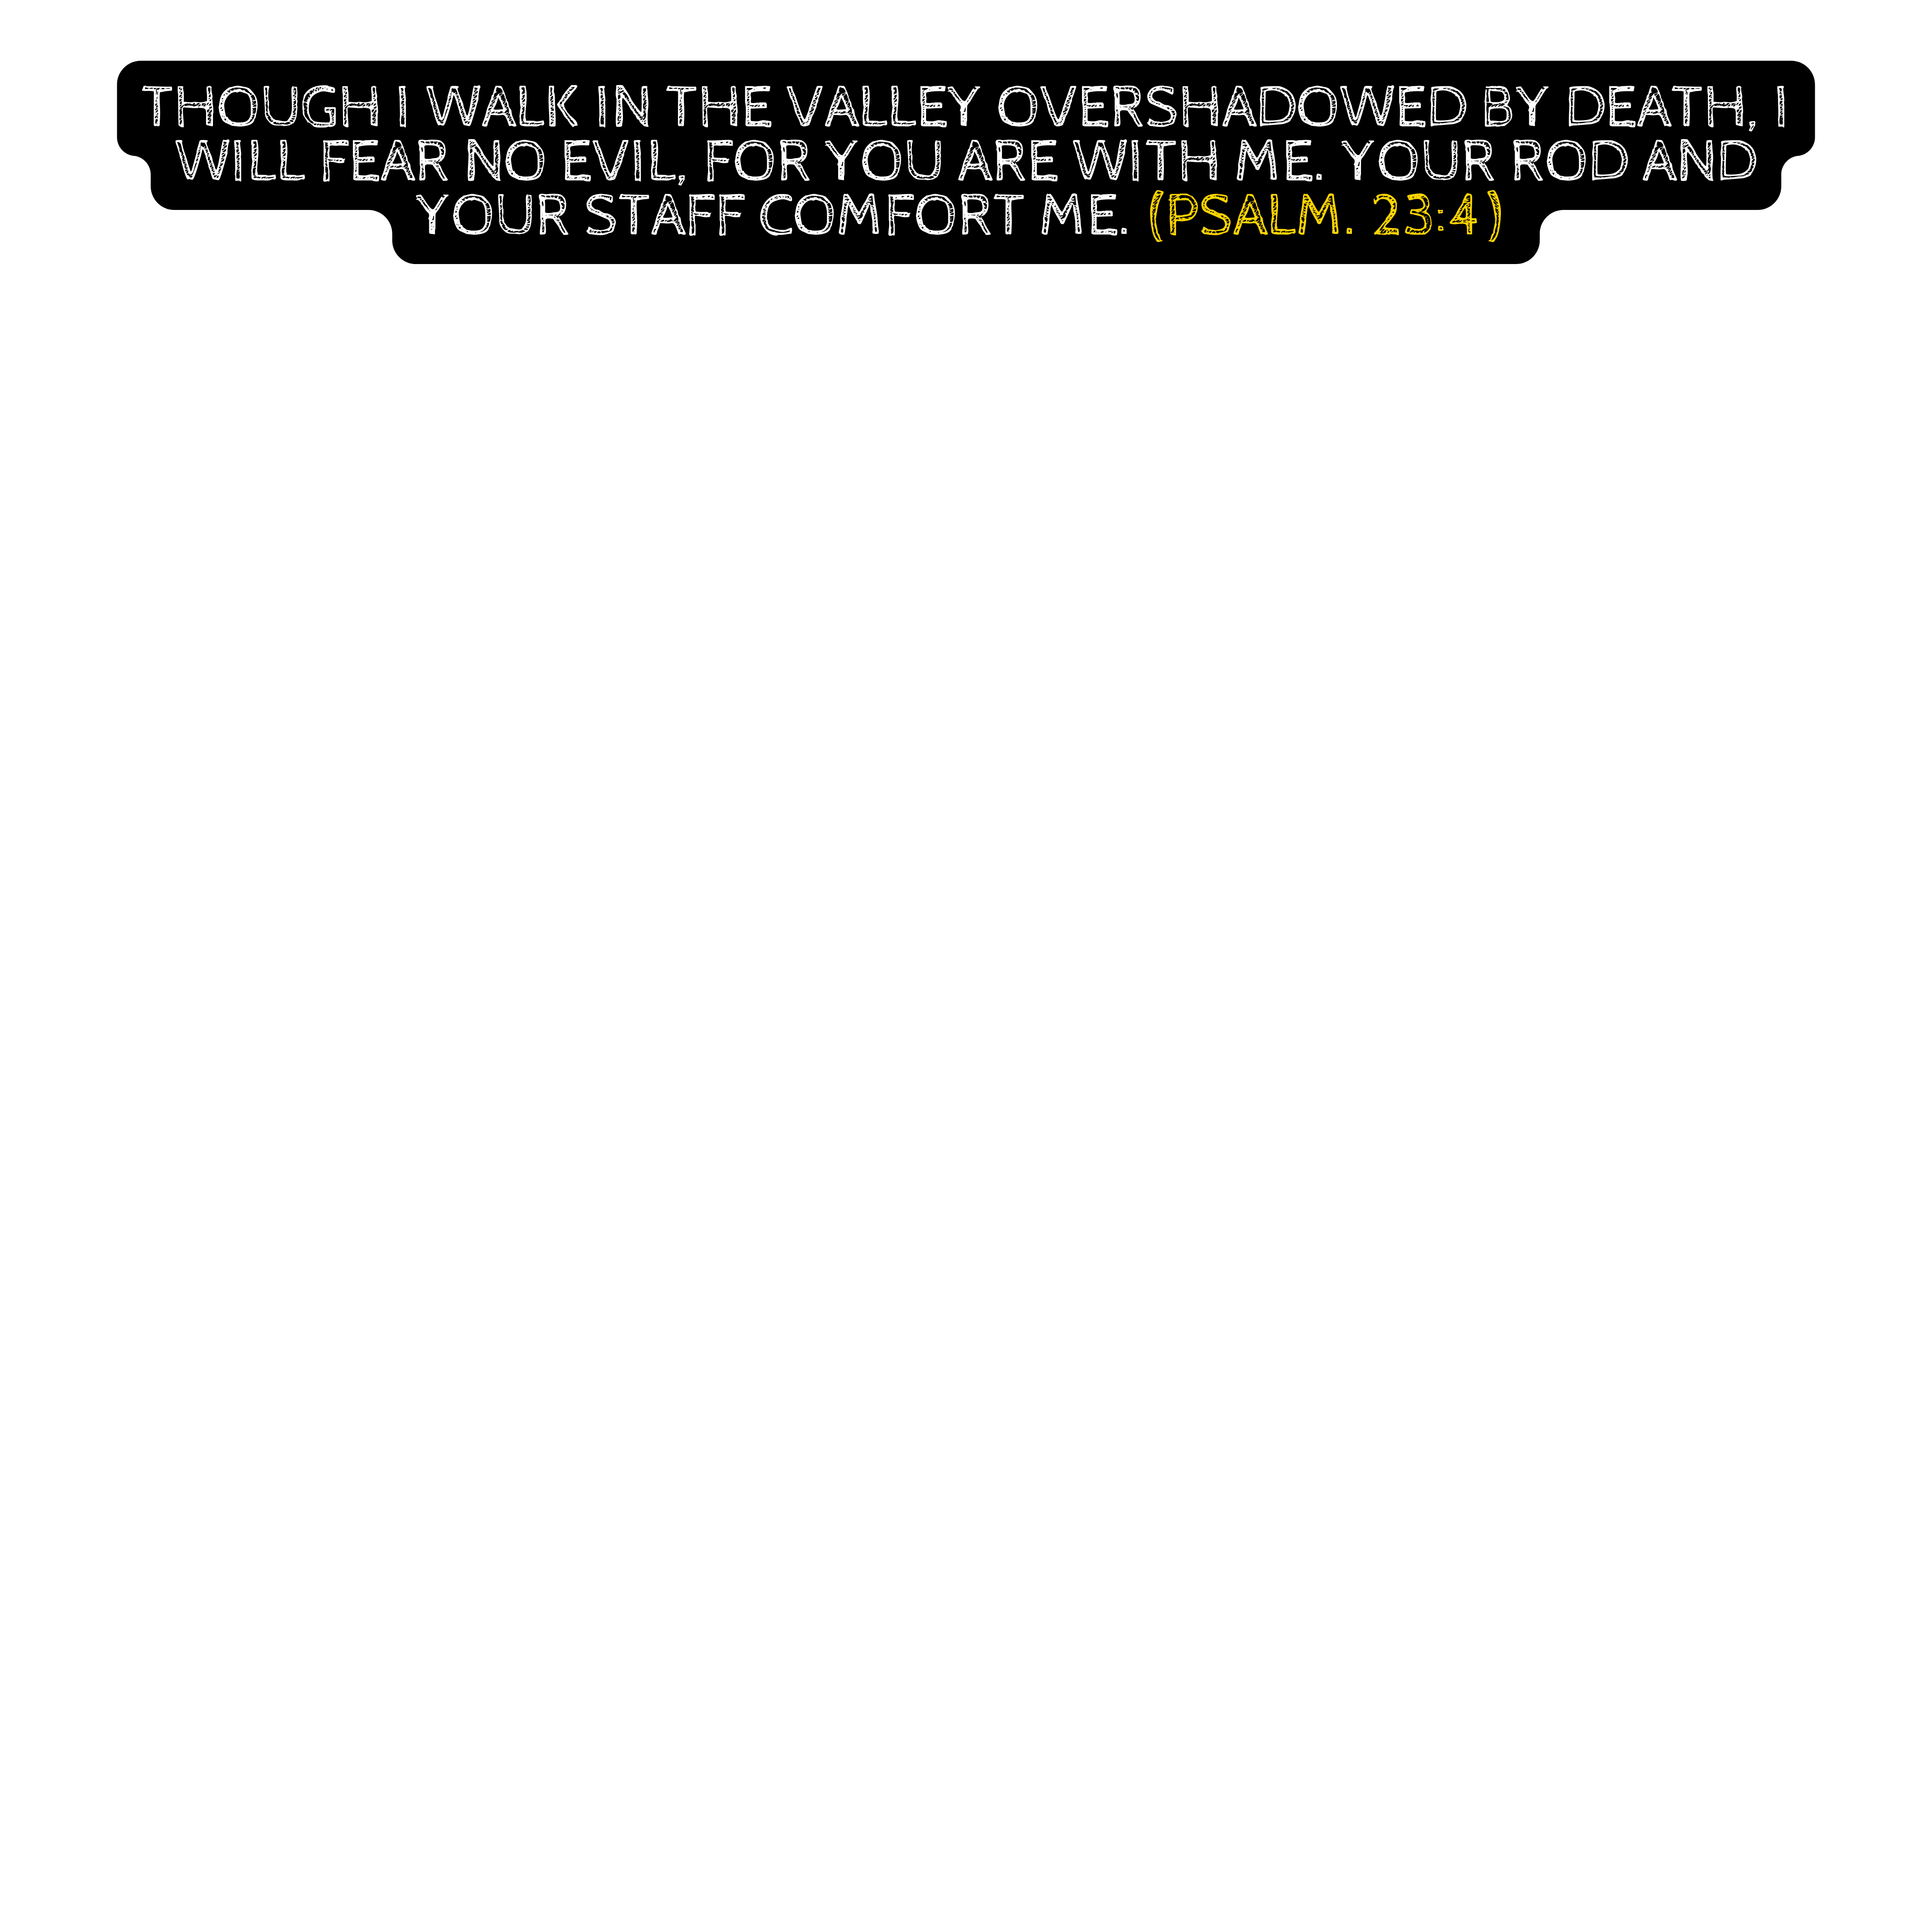 THOUGH I WALK IN THE VALLEY OVERSHADOWED BY DEATH, I
WILL FEAR NO EVIL, FOR YOU ARE WITH ME. YOUR ROD AND
YOUR STAFF COMFORT ME. (PSALM. 23:4)